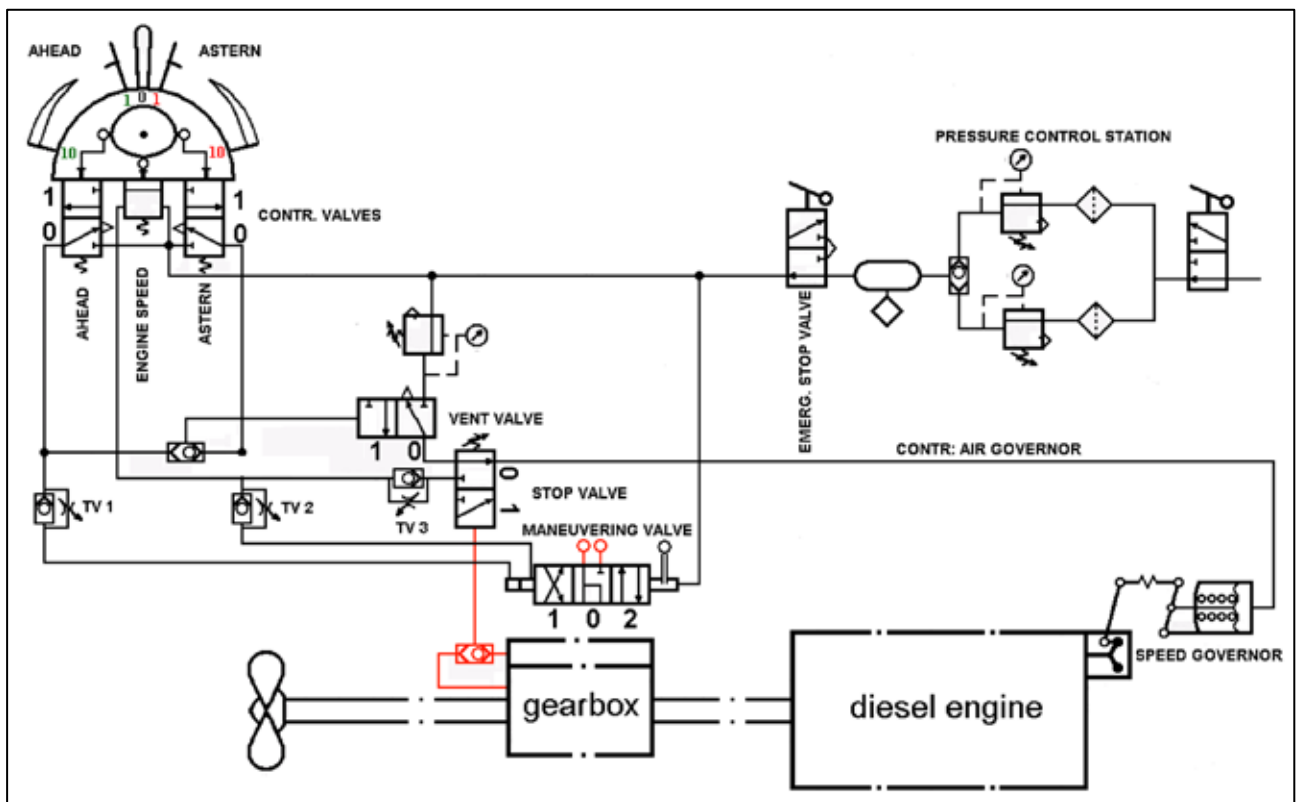 AHEAD
ASTERN
1 0 1
10
10
1
1
0
0
CONTR. VALVES
AHEAD
ENGINE SPEED
ASTERN
PRESSURE CONTROL STATION
EMERG. STOP VALVE
VENT VALVE
1 0
CONTR: AIR GOVERNOR
0
STOP VALVE
1
TV 1
TV 2
TV 3
MANEUVERING VALVE
1 0 2
SPEED GOVERNOR
gearbox
diesel engine